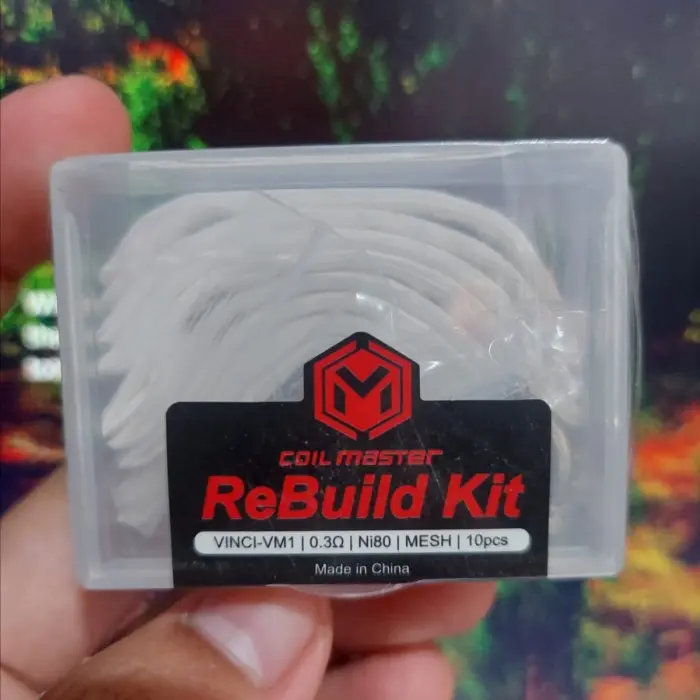 COIL MASTER
ReBuild Kit
VINCI-VM1 | 0.3Ω | Ni80 | MESH | 10pcs
Made in China